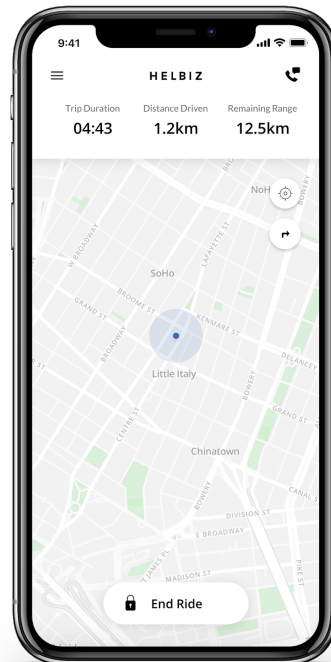 9:41
HELBIZ
Trip Duration Distance Driven Remaining Range
04:43 1.2km 12.5km
NoH
BOWERY
W BROADWAY
LAFAYETTE ST
SoHo
BROOME ST
GRAND ST
KENMARE ST
BROADWAY
DELANCEY
Little Italy
BOWERY
GRAND ST
CENTRE ST
Chinatown
CANAL S
BOWERY
DIVISION ST
E BROADWAY
ST JAMES PL
PIKE ST
MADISON ST
End Ride